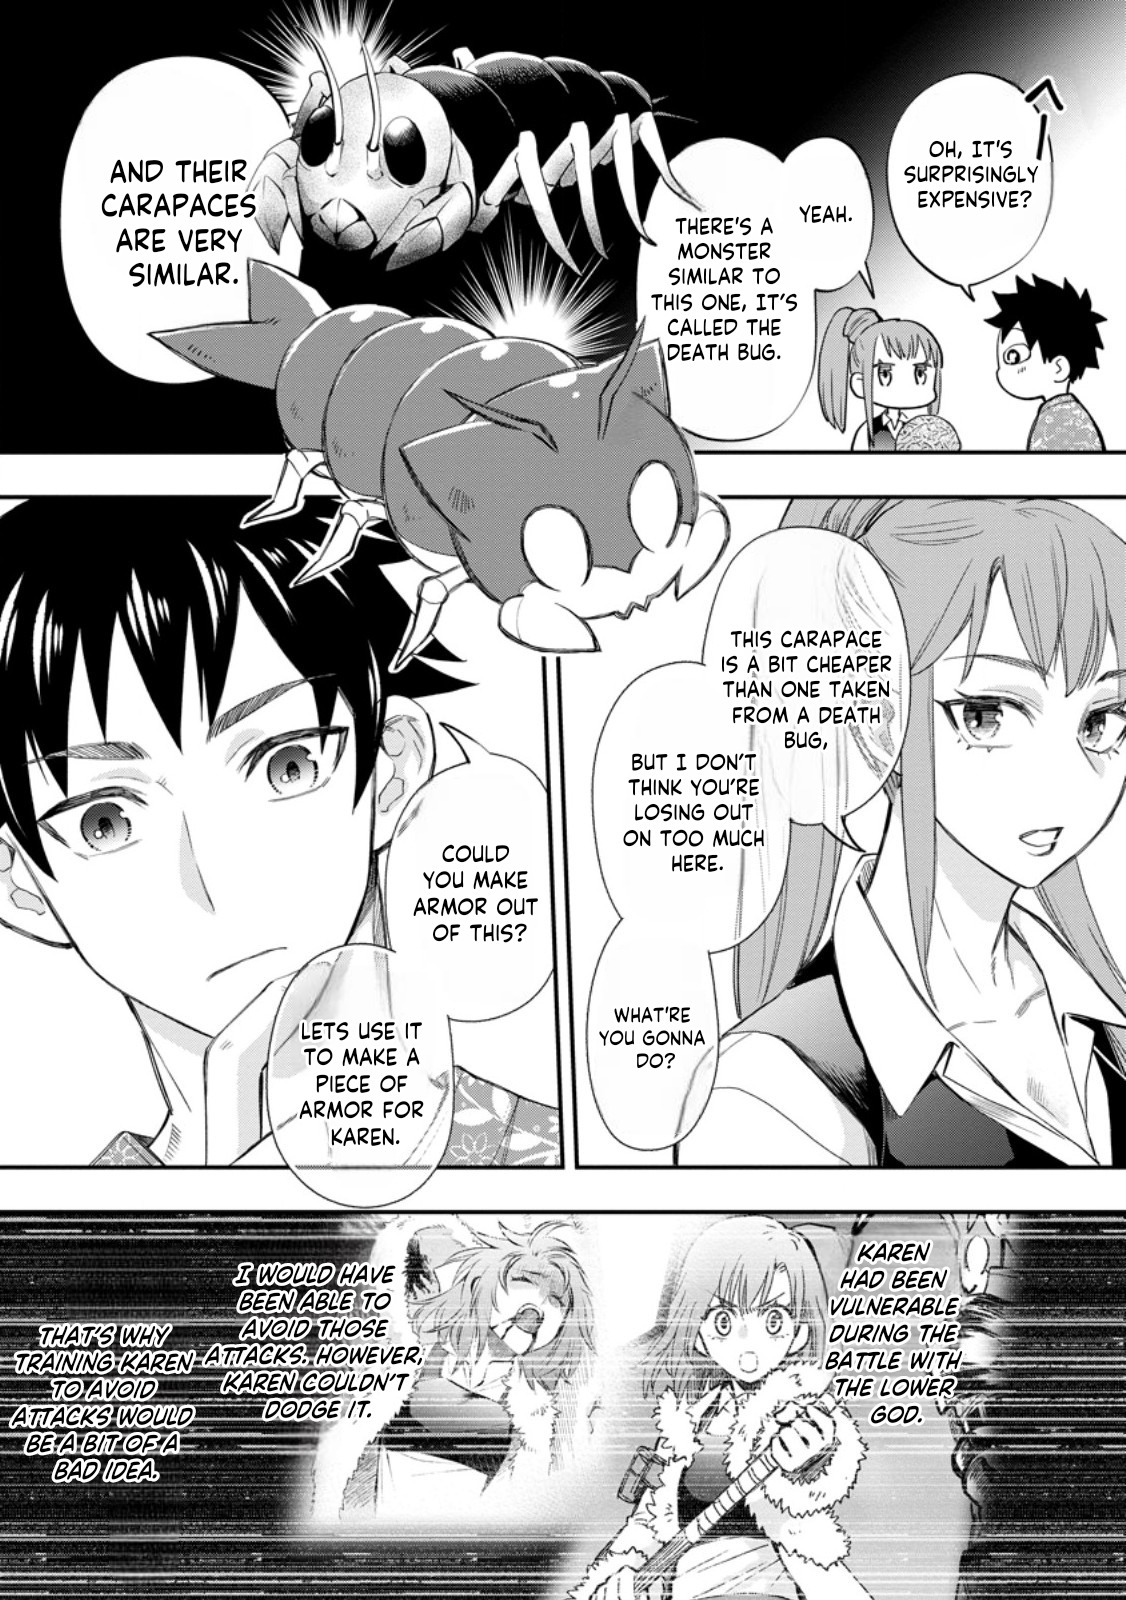 OH, IT'S
SURPRISINGLY
EXPENSIVE?
YEAH.
THERE'S A
MONSTER
SIMILAR TO
THIS ONE, IT'S
CALLED THE
DEATH BUG.
AND THEIR
CARAPACES
ARE VERY
SIMILAR.
THIS CARAPACE
IS A BIT CHEAPER
THAN ONE TAKEN
FROM A DEATH
BUG,
BUT I DON'T
THINK YOU'RE
LOSING OUT
ON TOO MUCH
HERE.
WHAT'RE
YOU GONNA
DO?
COULD
YOU MAKE
ARMOR OUT
OF THIS?
LETS USE IT
TO MAKE A
PIECE OF
ARMOR FOR
KAREN.
KAREN
HAD BEEN
VULNERABLE
DURING THE
BATTLE WITH
THE LOWER
GOD.
I WOULD HAVE
BEEN ABLE TO
AVOID THOSE
ATTACKS. HOWEVER,
KAREN COULDN'T
DODGE IT.
THAT'S WHY
TRAINING KAREN
TO AVOID
ATTACKS WOULD
BE A BIT OF A
BAD IDEA.